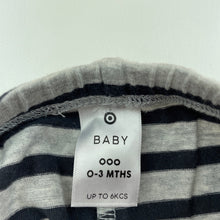 BABY
000
0-3 MTHS
UP TO 6KGS